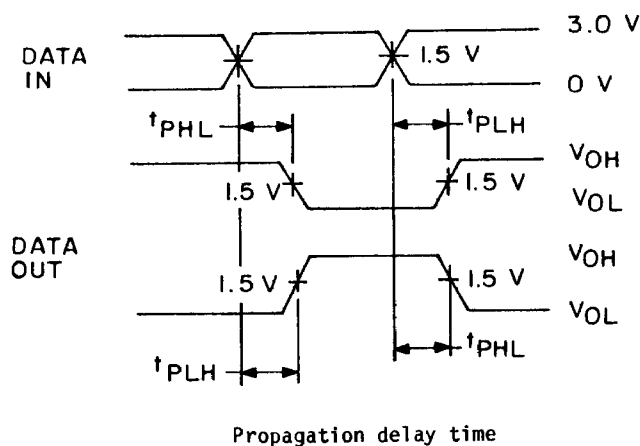 3.0 V
DATA IN
1.5 V
0 V
tPHL
tPLH
VOH
1.5 V
1.5 V
VOL
DATA OUT
VOH
1.5 V
1.5 V
VOL
tPLH
tPHL
Propagation delay time